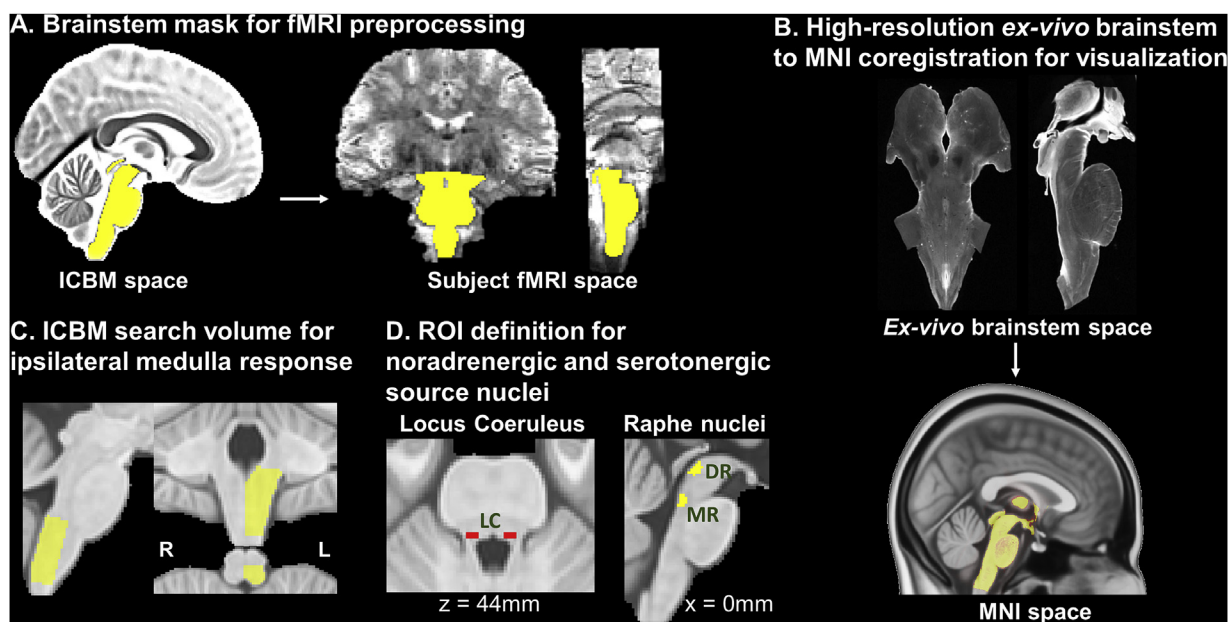 A. Brainstem mask for fMRI preprocessing
ICBM space
Subject fMRI space
B. High-resolution ex-vivo brainstem
to MNI coregistration for visualization
Ex-vivo brainstem space
MNI space
C. ICBM search volume for
ipsilateral medulla response
R
L
D. ROI definition for
noradrenergic and serotonergic
source nuclei
Locus Coeruleus
LC
z = 44mm
Raphe nuclei
DR
MR
x = 0mm